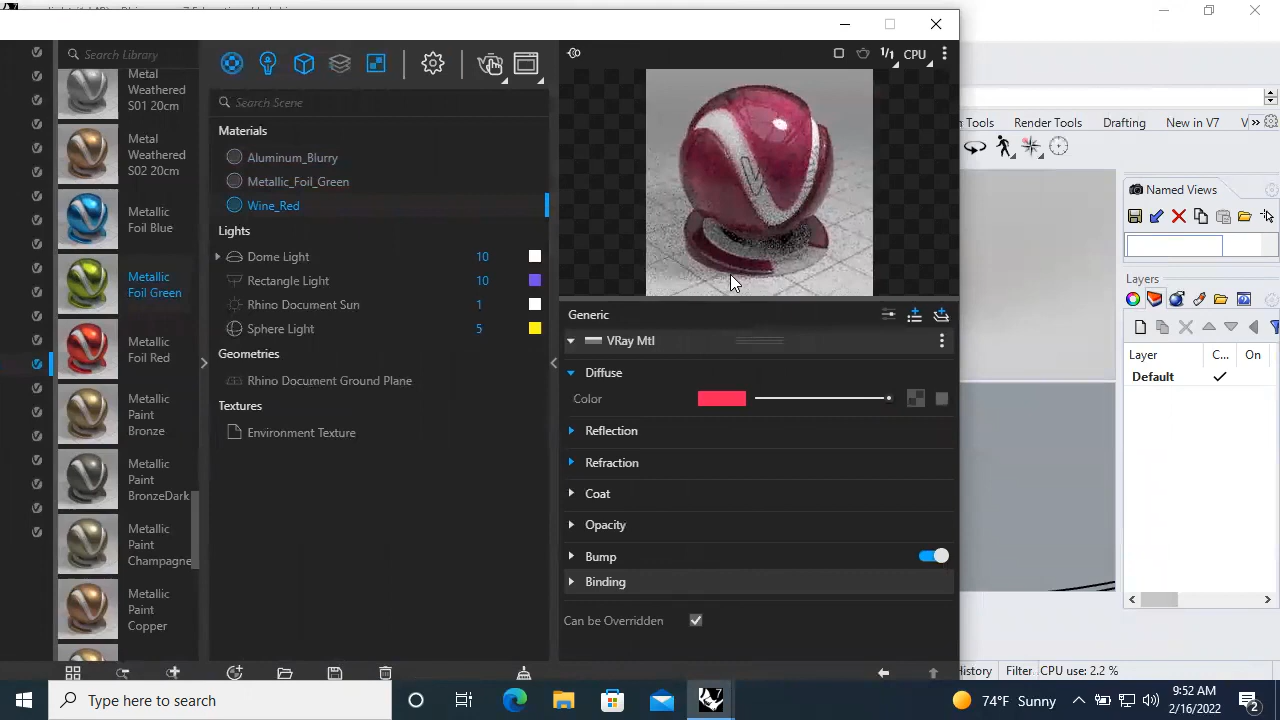 Search Library
Metal
Weathered
S01 20cm
Metal
Weathered
S02 20cm
Metallic
Foil Blue
Metallic
Foil Green
Metallic
Foil Red
Metallic
Paint
Bronze
Metallic
Paint
BronzeDark
Metallic
Paint
Champagne
Metallic
Paint
Copper
Search Scene
Materials
Aluminum_Blurry
Metallic_Foil_Green
Wine_Red
Lights
Dome Light 10
Rectangle Light 10
Rhino Document Sun 1
Sphere Light 5
Geometries
Rhino Document Ground Plane
Textures
Environment Texture
1/1 CPU
Generic
VRay Mtl
Diffuse
Color
Reflection
Refraction
Coat
Opacity
Bump
Binding
Can be Overridden
Tools Render Tools Drafting New in V7
Named Views
Layers
Layer C... On
Default
History Filter CPU use: 2.2 %
Type here to search
74°F Sunny
9:52 AM
2/16/2022
2